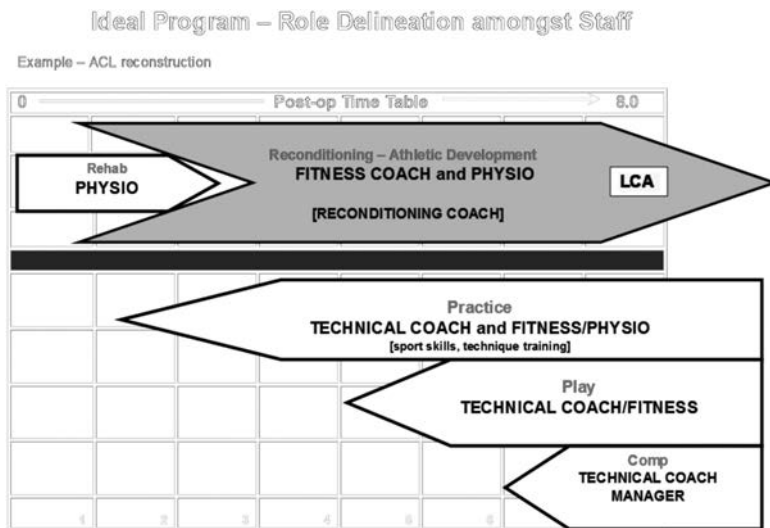 Ideal Program – Role Delineation amongst Staff
Example – ACL reconstruction
0 Post-op Time Table 8.0
Rehab
PHYSIO
Reconditioning – Athletic Development
FITNESS COACH and PHYSIO
[RECONDITIONING COACH]
LCA
Practice
TECHNICAL COACH and FITNESS/PHYSIO
[sport skills, technique training]
Play
TECHNICAL COACH/FITNESS
Comp
TECHNICAL COACH
MANAGER
1 2 3 4 5 6